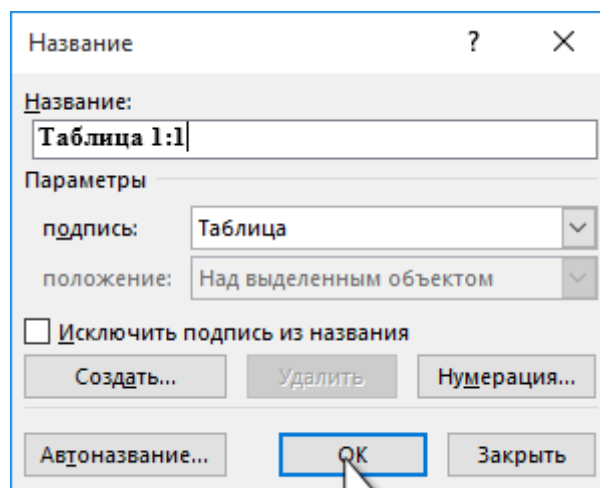 Название ?
Название:
Таблица 1:1
Параметры
подпись: Таблица
положение: Над выделенным объектом
Исключить подпись из названия
Создать... Удалить Нумерация...
Автоназвание... ОК Закрыть